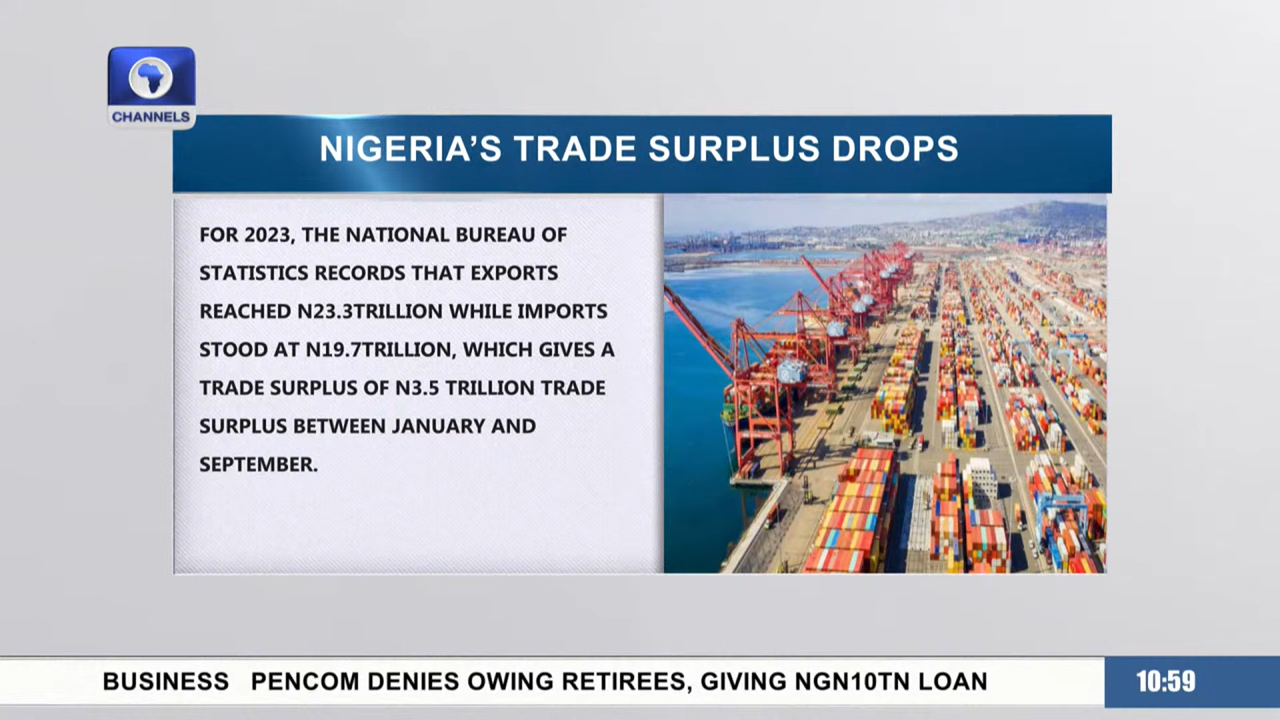 CHANNELS
NIGERIA'S TRADE SURPLUS DROPS
FOR 2023, THE NATIONAL BUREAU OF
STATISTICS RECORDS THAT EXPORTS
REACHED N23.3TRILLION WHILE IMPORTS
STOOD AT N19.7TRILLION, WHICH GIVES A
TRADE SURPLUS OF N3.5 TRILLION TRADE
SURPLUS BETWEEN JANUARY AND
SEPTEMBER.
BUSINESS PENCOM DENIES OWING RETIREES, GIVING NGN10TN LOAN
10:59